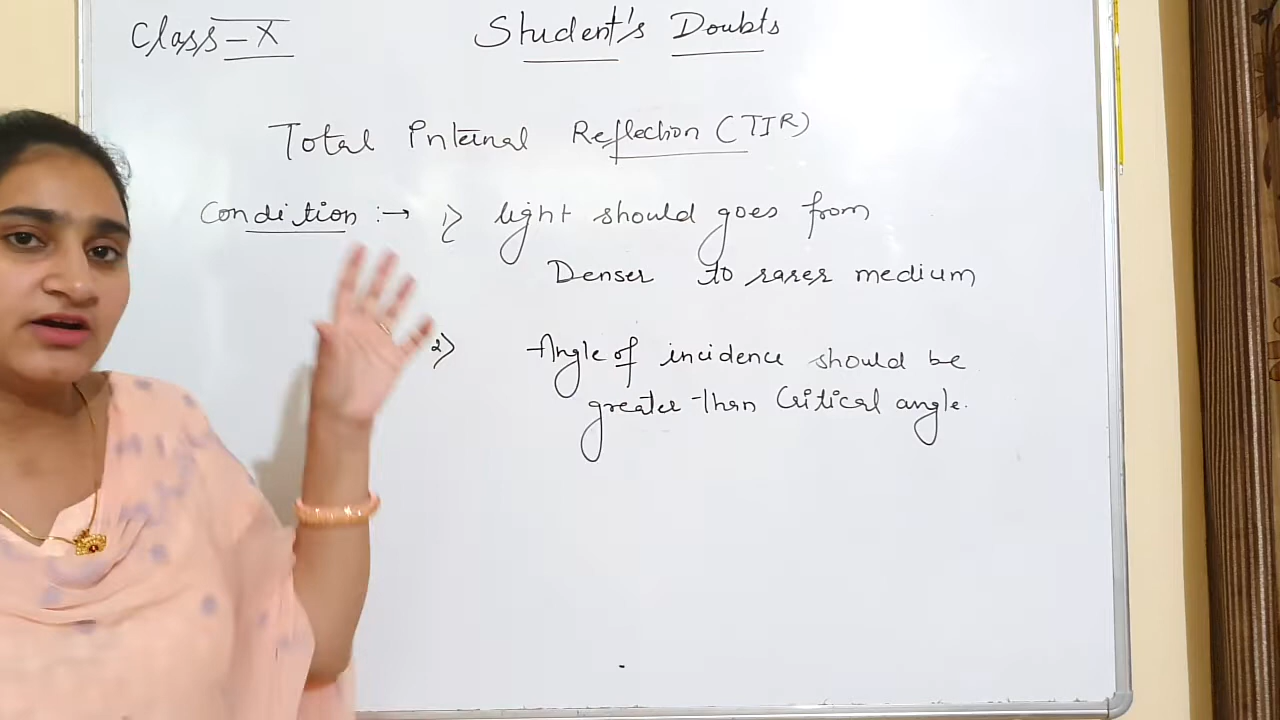 Class-X
Student's Doubts
Total Internal Reflection (TIR)
Condition :→ 1> light should goes from
Denser to rarer medium
2> Angle of incidence should be
greater than Critical angle.